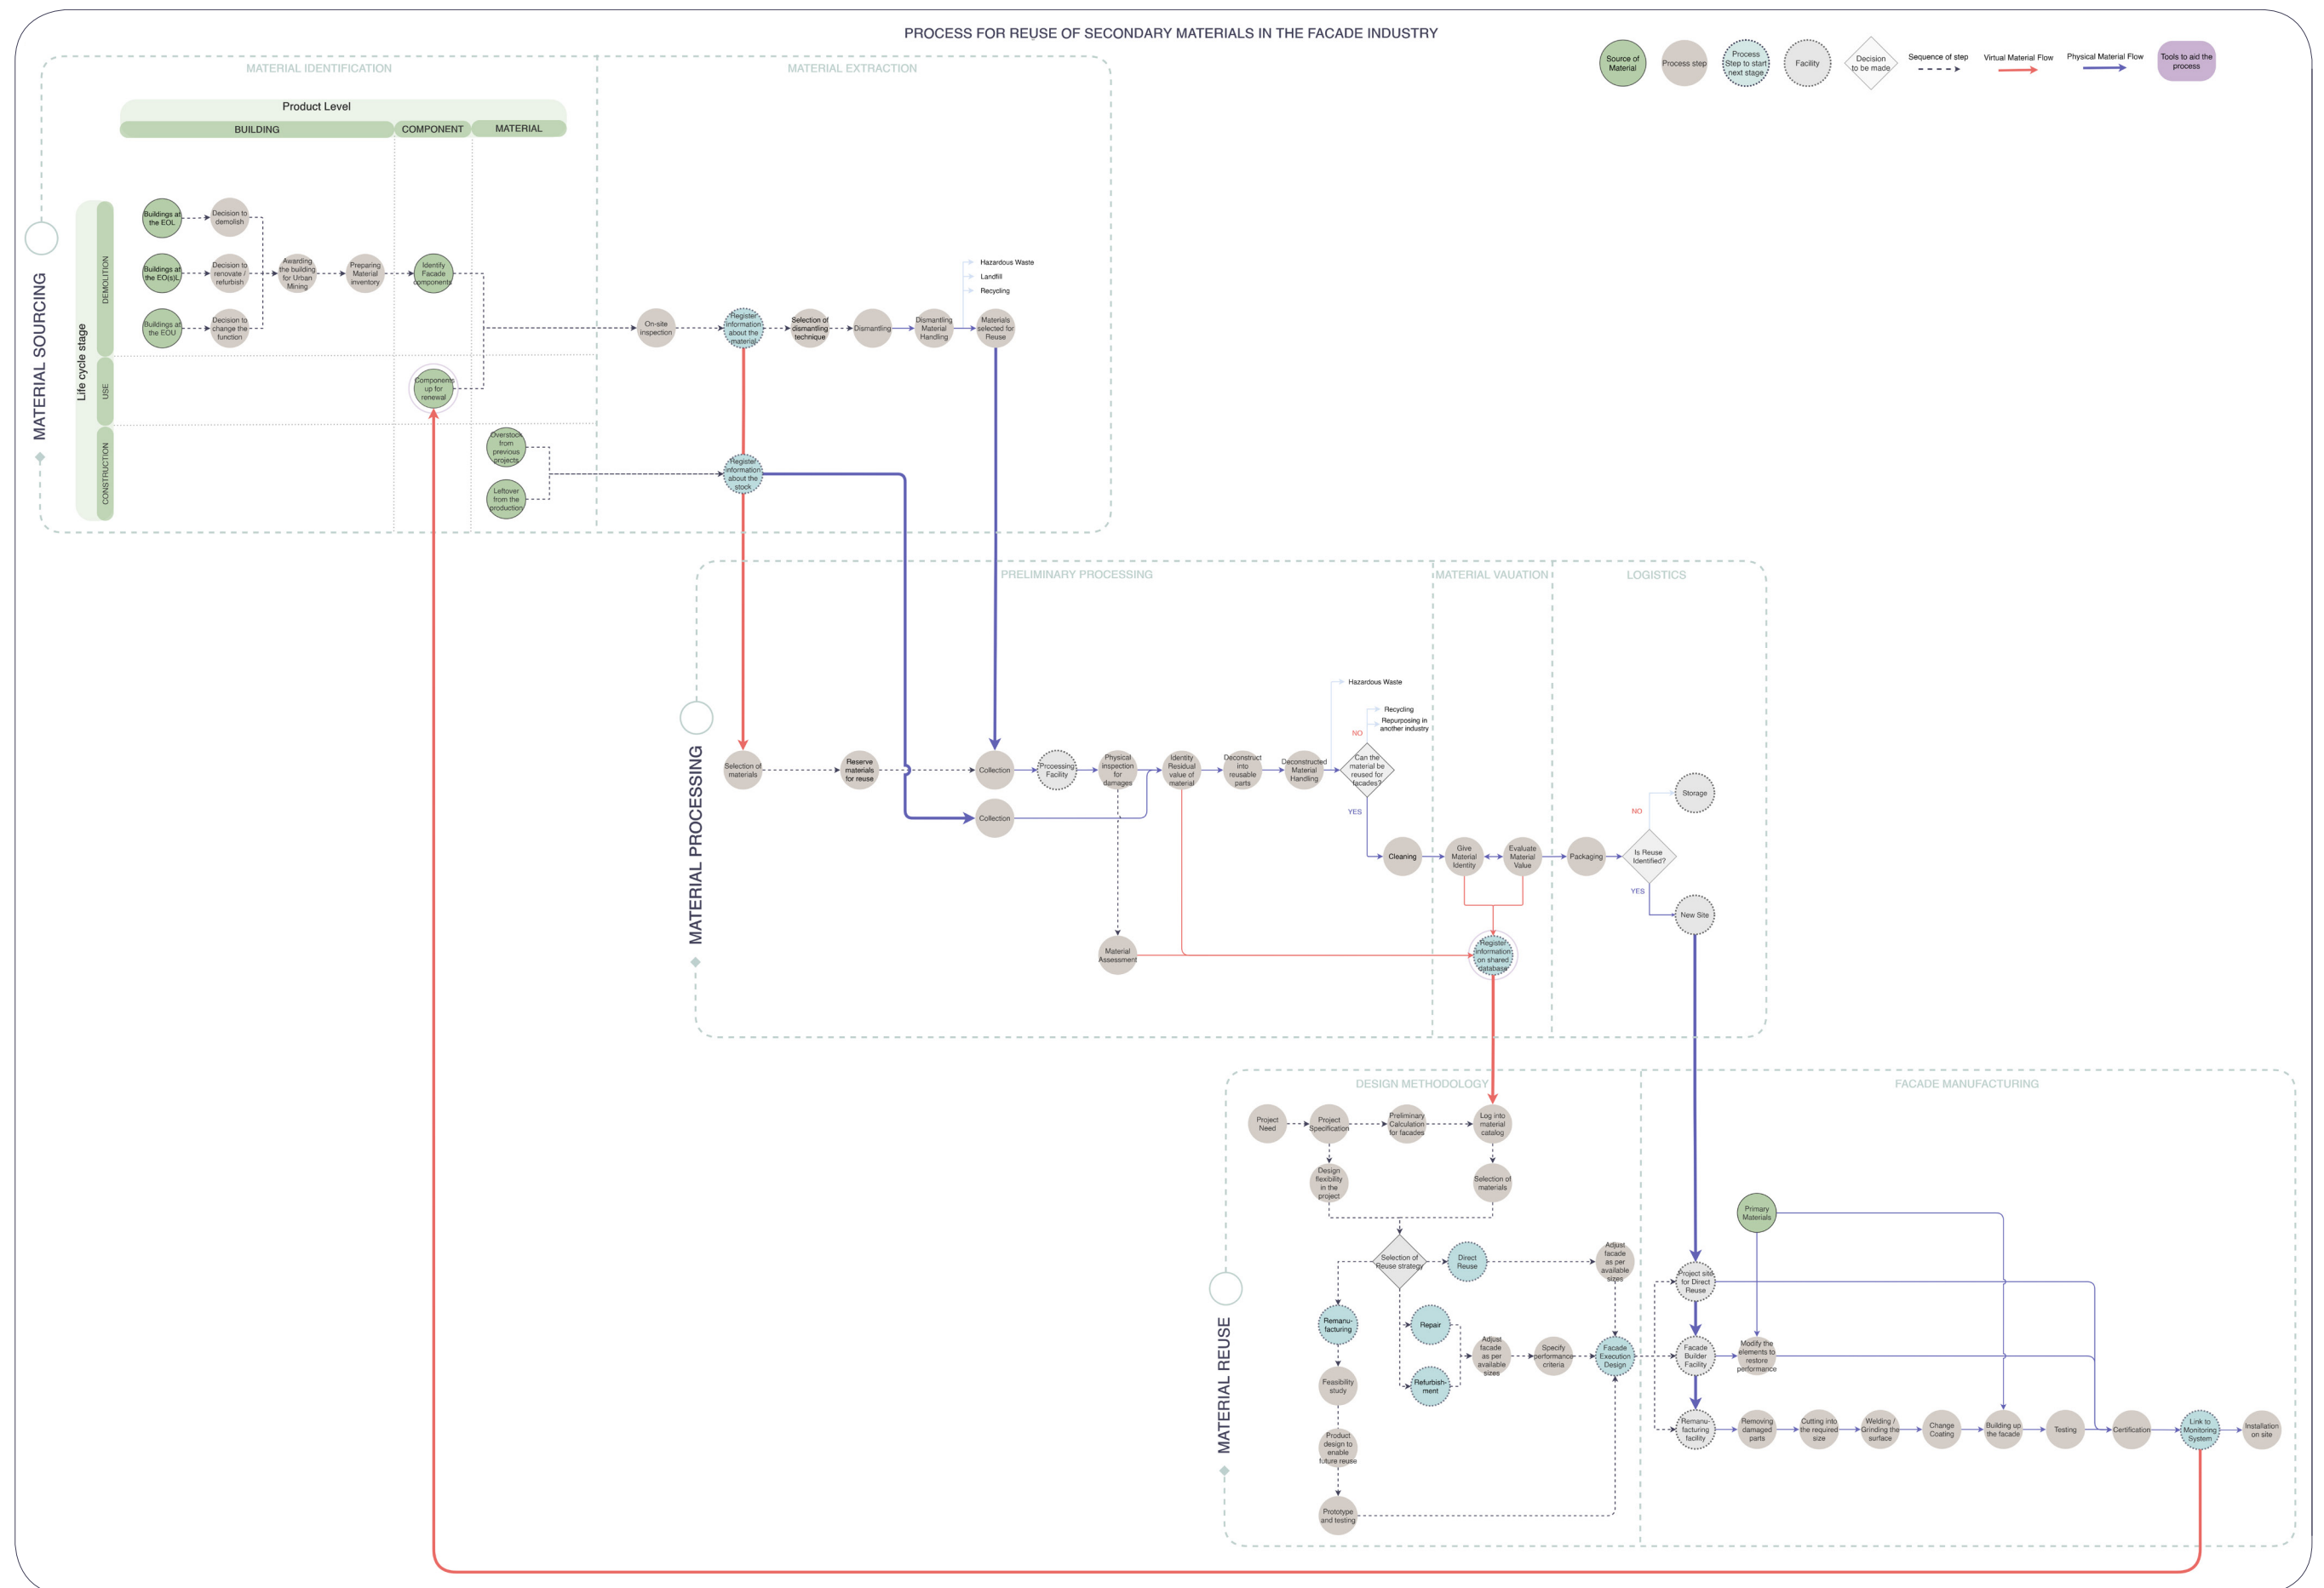 PROCESS FOR REUSE OF SECONDARY MATERIALS IN THE FACADE INDUSTRY
Source of
Material
Process step
Process
Step to start
next stage
Facility
Decision
to be made
Sequence of step
Virtual Material Flow
Physical Material Flow
Tools to aid the
process
MATERIAL SOURCING
MATERIAL IDENTIFICATION
MATERIAL EXTRACTION
Product Level
BUILDING
COMPONENT
MATERIAL
Life cycle stage
DEMOLITION
USE
CONSTRUCTION
Buildings at
the EOL
Decision to
demolish
Buildings at
the EO(s)L
Decision to
renovate /
refurbish
Awarding
the building
for Urban
Mining
Preparing
Material
inventory
Identify
Facade
components
Buildings at
the EOU
Decision to
change the
function
Components
up for
renewal
Overstock
from
previous
projects
Leftover
from the
production
On-site
inspection
Register
information
about the
material
Selection of
dismantling
technique
Dismantling
Dismantling
Material
Handling
Hazardous Waste
Landfill
Recycling
Materials
selected for
Reuse
Register
information
about the
stock
MATERIAL PROCESSING
PRELIMINARY PROCESSING
MATERIAL VAUATION
LOGISTICS
Selection of
materials
Reserve
materials
for reuse
Collection
Prcoessing
Facility
Physical
inspection
for
damages
Identity
Residual
value of
material
Deconstruct
into
reusable
parts
Deconstructed
Material
Handling
Hazardous Waste
Recycling
Repurposing in
another industry
NO
Can the
material be
reused for
facades?
YES
Collection
Cleaning
Give
Material
Identity
Evaluate
Material
Value
Packaging
Is Reuse
Identified?
NO
Storage
YES
New Site
Material
Assessment
Register
information
on shared
database
MATERIAL REUSE
DESIGN METHODOLOGY
FACADE MANUFACTURING
Project
Need
Project
Specification
Preliminary
Calculation
for facades
Log into
material
catalog
Design
flexibility
in the
project
Selection of
materials
Selection of
Reuse strategy
Direct
Reuse
Adjust
facade
as per
available
sizes
Remanu-
facturing
Repair
Refurbish-
ment
Adjust
facade
as per
available
sizes
Specify
performance
criteria
Facade
Execution
Design
Feasibility
study
Product
design to
enable
future reuse
Prototype
and testing
Primary
Materials
Project site
for Direct
Reuse
Facade
Builder
Facility
Modify the
elements to
restore
performance
Remanu-
facturing
facility
Removing
damaged
parts
Cutting into
the required
size
Welding /
Grinding the
surface
Change
Coating
Building up
the facade
Testing
Certification
Link to
Monitoring
System
Installation
on site